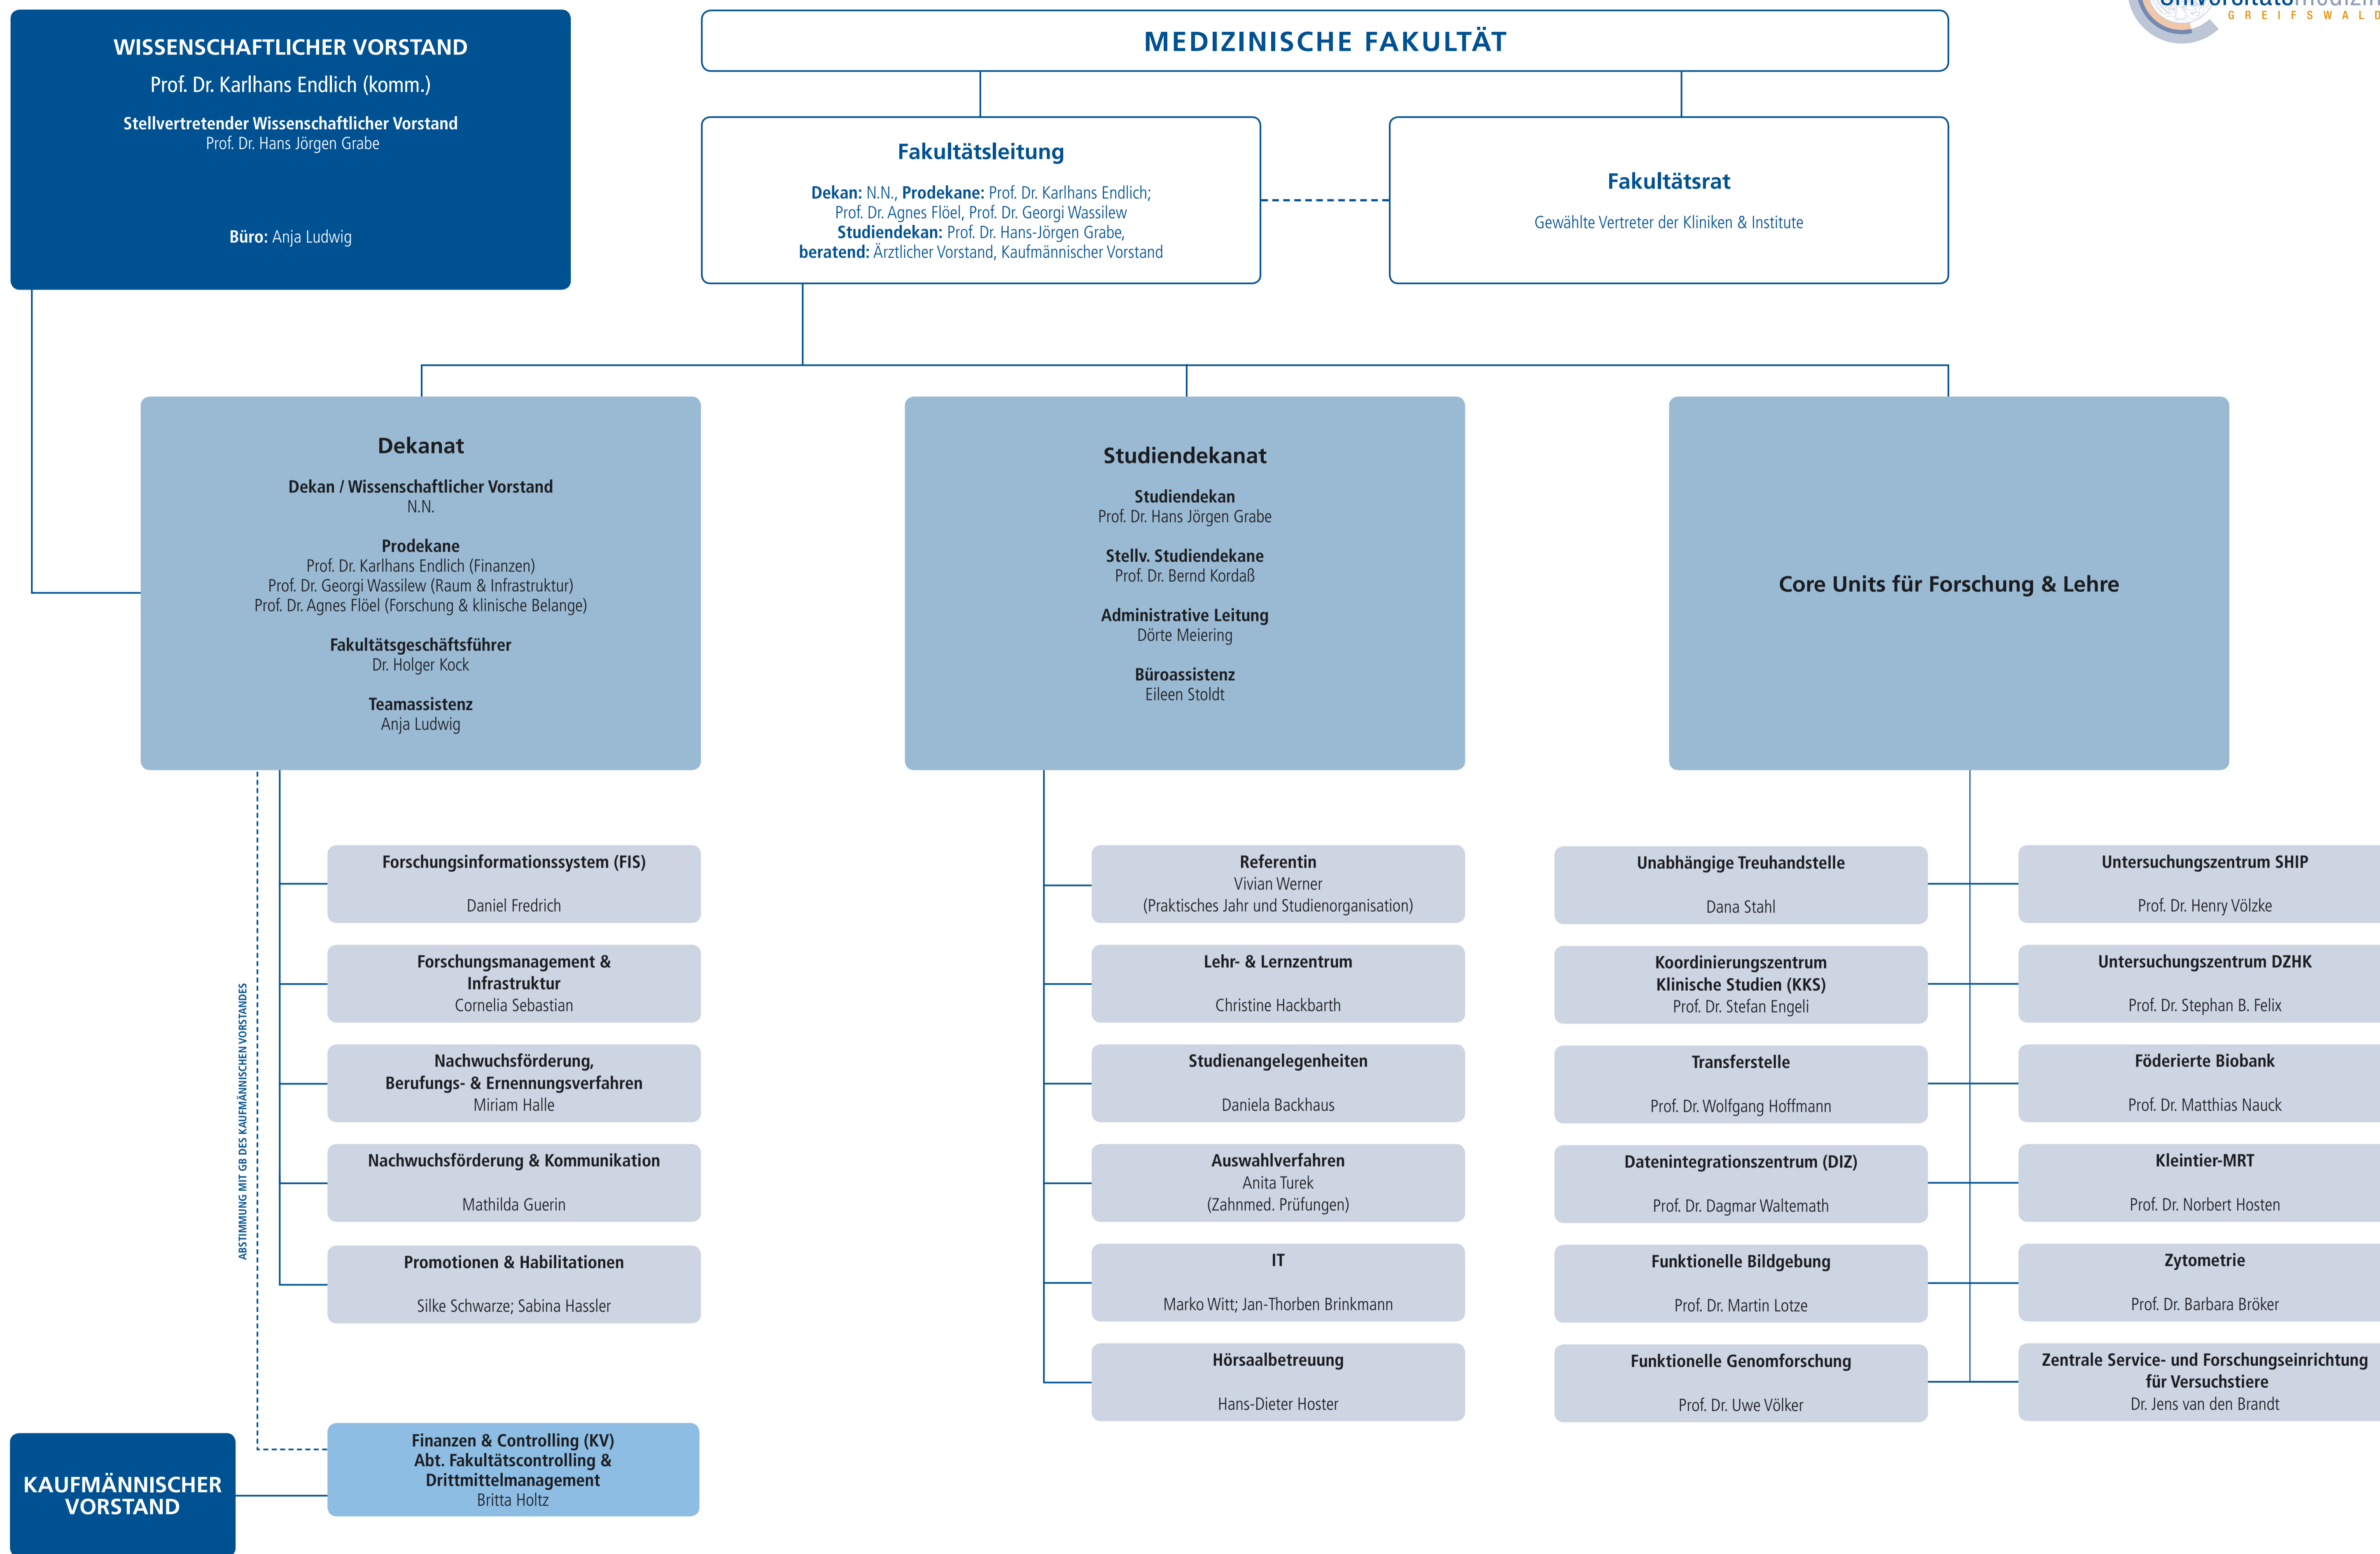 WISSENSCHAFTLICHER VORSTAND
Prof. Dr. Karlhans Endlich (komm.)
Stellvertretender Wissenschaftlicher Vorstand
Prof. Dr. Hans Jörgen Grabe
Büro: Anja Ludwig
MEDIZINISCHE FAKULTÄT
GREIFSWALD
Fakultätsleitung
Dekan: N.N., Prodekane: Prof. Dr. Karlhans Endlich;
Prof. Dr. Agnes Flöel, Prof. Dr. Georgi Wassilew
Studiendekan: Prof. Dr. Hans-Jörgen Grabe,
beratend: Ärztlicher Vorstand, Kaufmännischer Vorstand
Fakultätsrat
Gewählte Vertreter der Kliniken & Institute
Dekanat
Dekan / Wissenschaftlicher Vorstand
N.N.
Prodekane
Prof. Dr. Karlhans Endlich (Finanzen)
Prof. Dr. Georgi Wassilew (Raum & Infrastruktur)
Prof. Dr. Agnes Flöel (Forschung & klinische Belange)
Fakultätsgeschäftsführer
Dr. Holger Kock
Teamassistenz
Anja Ludwig
Studiendekanat
Studiendekan
Prof. Dr. Hans Jörgen Grabe
Stellv. Studiendekane
Prof. Dr. Bernd Kordaß
Administrative Leitung
Dörte Meiering
Büroassistenz
Eileen Stoldt
Core Units für Forschung & Lehre
ABSTIMMUNG MIT GB DES KAUFMÄNNISCHEN VORSTANDES
Forschungsinformationssystem (FIS)
Daniel Fredrich
Forschungsmanagement &
Infrastruktur
Cornelia Sebastian
Nachwuchsförderung,
Berufungs- & Ernennungsverfahren
Miriam Halle
Nachwuchsförderung & Kommunikation
Mathilda Guerin
Promotionen & Habilitationen
Silke Schwarze; Sabina Hassler
Finanzen & Controlling (KV)
Abt. Fakultätscontrolling &
Drittmittelmanagement
Britta Holtz
KAUFMÄNNISCHER
VORSTAND
Referentin
Vivian Werner
(Praktisches Jahr und Studienorganisation)
Lehr- & Lernzentrum
Christine Hackbarth
Studienangelegenheiten
Daniela Backhaus
Auswahlverfahren
Anita Turek
(Zahnmed. Prüfungen)
IT
Marko Witt; Jan-Thorben Brinkmann
Hörsaalbetreuung
Hans-Dieter Hoster
Unabhängige Treuhandstelle
Dana Stahl
Koordinierungszentrum
Klinische Studien (KKS)
Prof. Dr. Stefan Engeli
Transferstelle
Prof. Dr. Wolfgang Hoffmann
Datenintegrationszentrum (DIZ)
Prof. Dr. Dagmar Waltemath
Funktionelle Bildgebung
Prof. Dr. Martin Lotze
Funktionelle Genomforschung
Prof. Dr. Uwe Völker
Untersuchungszentrum SHIP
Prof. Dr. Henry Völzke
Untersuchungszentrum DZHK
Prof. Dr. Stephan B. Felix
Föderierte Biobank
Prof. Dr. Matthias Nauck
Kleintier-MRT
Prof. Dr. Norbert Hosten
Zytometrie
Prof. Dr. Barbara Bröker
Zentrale Service- und Forschungseinrichtung
für Versuchstiere
Dr. Jens van den Brandt